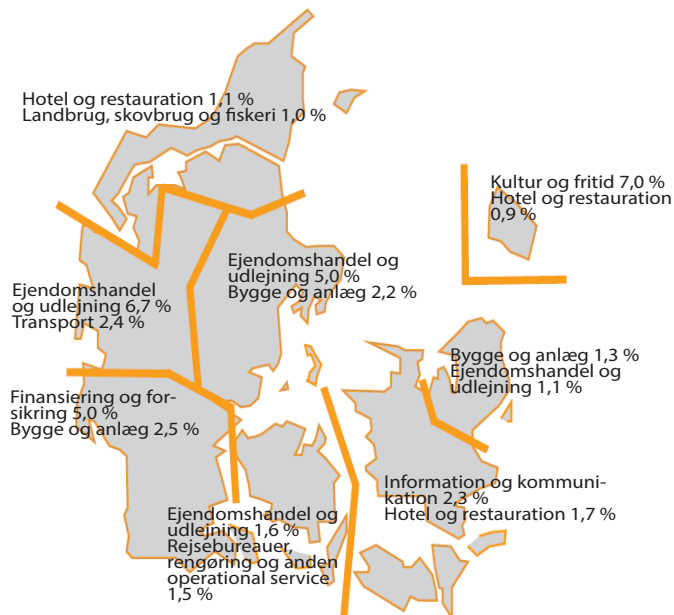 Hotel og restauration 1,1 %
Landbrug, skovbrug og fiskeri 1,0 %
Kultur og fritid 7,0 %
Hotel og restauration
0,9 %
Ejendomshandel og
udlejning 5,0 %
Bygge og anlæg 2,2 %
Ejendomshandel
og udlejning 6,7 %
Transport 2,4 %
Bygge og anlæg 1,3 %
Ejendomshandel og
udlejning 1,1 %
Finansiering og for-
sikring 5,0 %
Bygge og anlæg 2,5 %
Information og kommuni-
kation 2,3 %
Hotel og restauration 1,7 %
Ejendomshandel og
udlejning 1,6 %
Rejsebureauer,
rengøring og anden
operational service
1,5 %